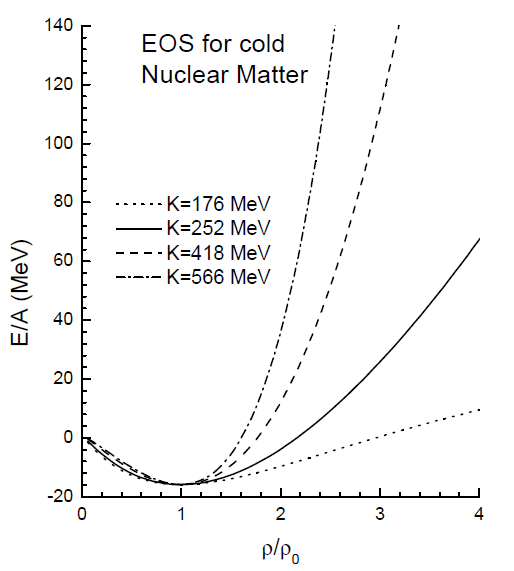 140
EOS for cold
Nuclear Matter
120
100
80
K=176 MeV
K=252 MeV
60
K=418 MeV
K=566 MeV
E/A (MeV)
40
20
0
-20
0 1 2 3 4
ρ/ρ₀